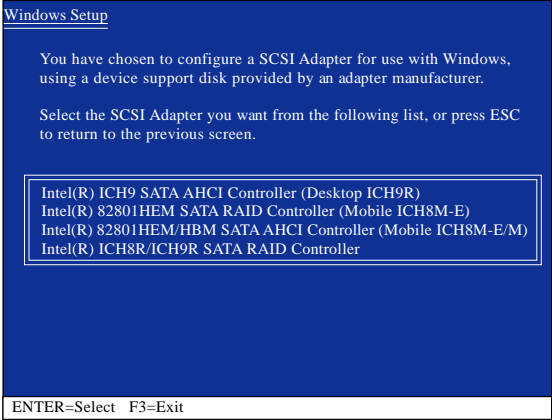 Windows Setup
You have chosen to configure a SCSI Adapter for use with Windows,
using a device support disk provided by an adapter manufacturer.
Select the SCSI Adapter you want from the following list, or press ESC
to return to the previous screen.
Intel(R) ICH9 SATA AHCI Controller (Desktop ICH9R)
Intel(R) 82801HEM SATA RAID Controller (Mobile ICH8M-E)
Intel(R) 82801HEM/HBM SATA AHCI Controller (Mobile ICH8M-E/M)
Intel(R) ICH8R/ICH9R SATA RAID Controller
ENTER=Select F3=Exit